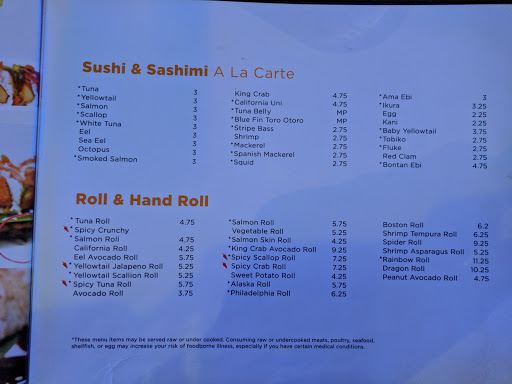 Sushi & Sashimi A La Carte
*Tuna 3
*Yellowtail 3
*Salmon 3
*Scallop 3
*White Tuna 3
Eel 3
Sea Eel 3
Octopus 3
*Smoked Salmon 3
King Crab 4.75
*California Uni 4.75
*Tuna Belly MP
*Blue Fin Toro Otoro MP
*Stripe Bass 2.75
Shrimp 2.75
*Mackerel 2.75
*Spanish Mackerel 2.75
*Squid 2.75
*Ama Ebi 3
*Ikura 3.25
Egg 2.25
Kani 2.25
*Baby Yellowtail 3.75
*Tobiko 2.75
*Fluke 2.75
Red Clam 2.75
*Bontan Ebi 4.75
Roll & Hand Roll
*Tuna Roll 4.75
*Spicy Crunchy
*Salmon Roll 4.75
California Roll 4.25
Eel Avocado Roll 5.75
*Yellowtail Jalapeno Roll 5.25
*Yellowtail Scallion Roll 5.25
*Spicy Tuna Roll 5.75
Avocado Roll 3.75
*Salmon Roll 5.75
Vegetable Roll 5.25
*Salmon Skin Roll 4.25
*King Crab Avocado Roll 9.25
*Spicy Scallop Roll 7.25
*Spicy Crab Roll 7.25
Sweet Potato Roll 4.25
*Alaska Roll 5.75
*Philadelphia Roll 6.25
Boston Roll 6.2
Shrimp Tempura Roll 6.25
Spider Roll 9.25
Shrimp Asparagus Roll 5.25
*Rainbow Roll 11.25
Dragon Roll 10.25
Peanut Avocado Roll 4.75
*These menu items may be served raw or under cooked. Consuming raw or undercooked meats, poultry, seafood,
shellfish, or egg may increase your risk of foodborne illness, especially if you have certain medical conditions.